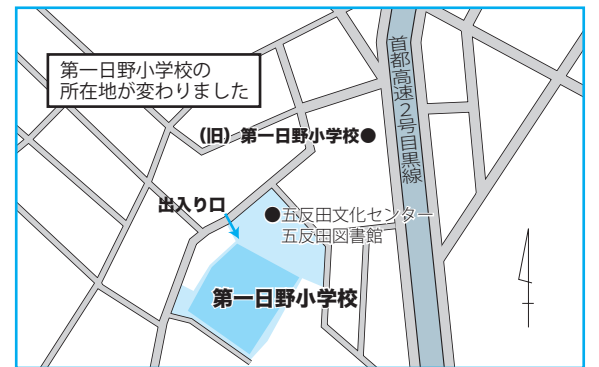 第一日野小学校の
所在地が変わりました
首都高速2号目黒線
（旧）第一日野小学校●
出入り口
●五反田文化センター
五反田図書館
第一日野小学校